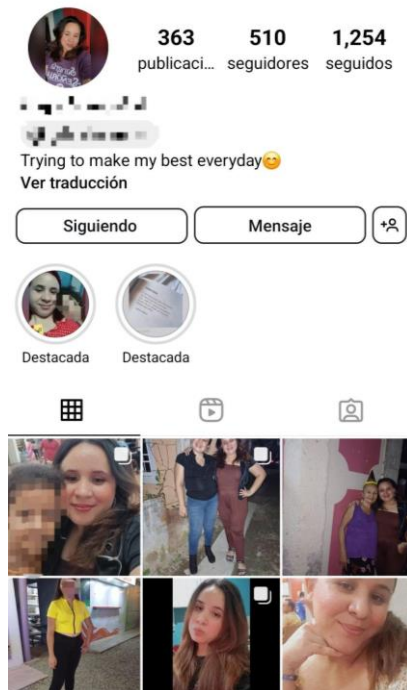 363 510 1,254
publicaci... seguidores seguidos
Trying to make my best everyday😊
Ver traducción
Siguiendo Mensaje
Destacada Destacada